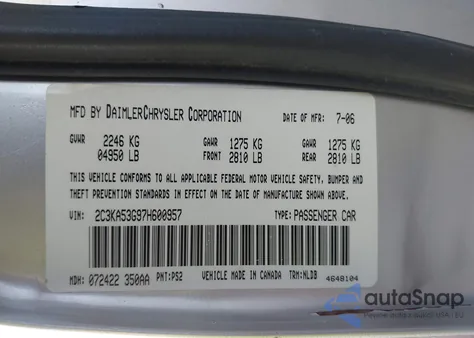 MFD BY DAIMLERCHRYSLER CORPORATION DATE OF MFR: 7-06
GVWR 2246 KG GAWR 1275 KG GAWR 1275 KG
04950 LB FRONT 2810 LB REAR 2810 LB
THIS VEHICLE CONFORMS TO ALL APPLICABLE FEDERAL MOTOR VEHICLE SAFETY, BUMPER AND
THEFT PREVENTION STANDARDS IN EFFECT ON THE DATE OF MANUFACTURE SHOWN ABOVE.
VIN: 2C3KA53G97H600957 TYPE: PASSENGER CAR
MDH: 072422 350AA PNT: PS2 VEHICLE MADE IN CANADA TRM: NLDB 4648104
autoSnap